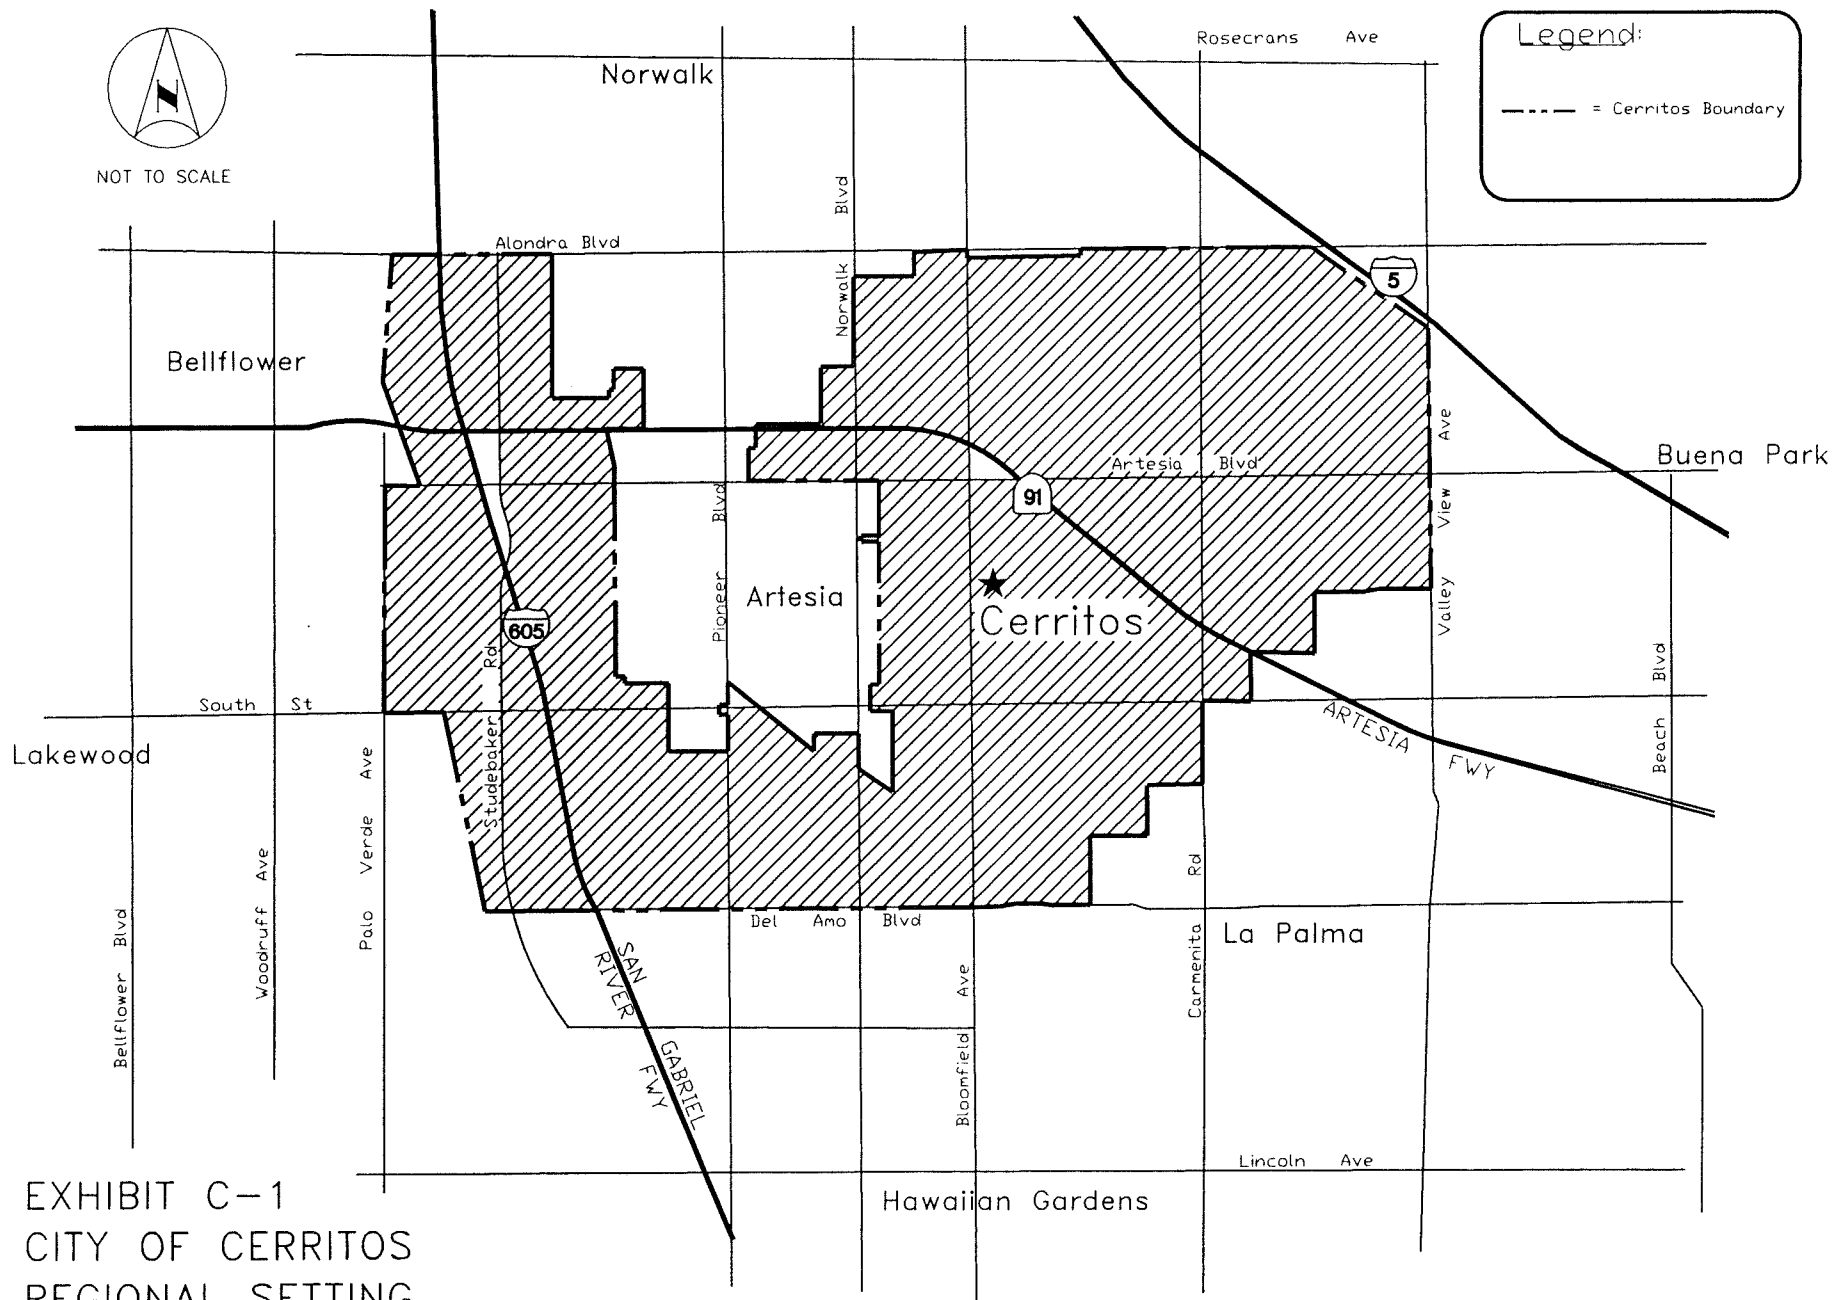 Rosecrans Ave
Legend:
Norwalk
= Cerritos Boundary
NOT TO SCALE
Norwalk Blvd
Alondra Blvd
5
Bellflower
Buena Park
Artesia Blvd
91
Valley View Ave
Pioneer Blvd
Artesia
Cerritos
605
Studebaker Rd
South St
ARTESIA FWY
Beach Blvd
Lakewood
Palo Verde Ave
Woodruff Ave
Bellflower Blvd
Del Amo Blvd
La Palma
Carmenita Rd
SAN GABRIEL
RIVER FWY
Bloomfield Ave
Lincoln Ave
Hawaiian Gardens
EXHIBIT C-1
CITY OF CERRITOS
REGIONAL SETTING